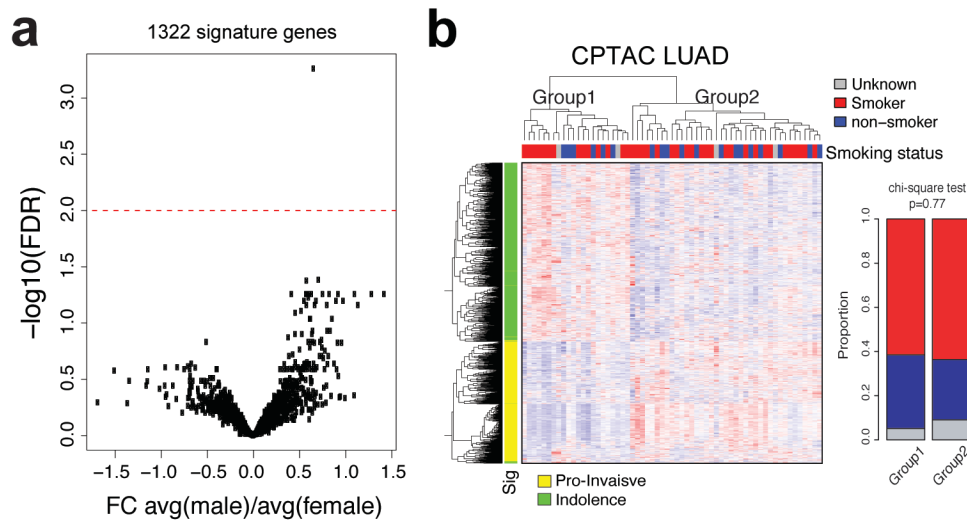 a
1322 signature genes
−log10(FDR)
3.0
2.5
2.0
1.5
1.0
0.5
0.0
−1.5 −1.0 −0.5 0.0 0.5 1.0 1.5
FC avg(male)/avg(female)
b
CPTAC LUAD
Group1 Group2
Unknown
Smoker
non−smoker
Smoking status
Sig
Pro-Invaisve
Indolence
chi-square test
p=0.77
Proportion
1.0
0.8
0.6
0.4
0.2
0.0
Group1
Group2